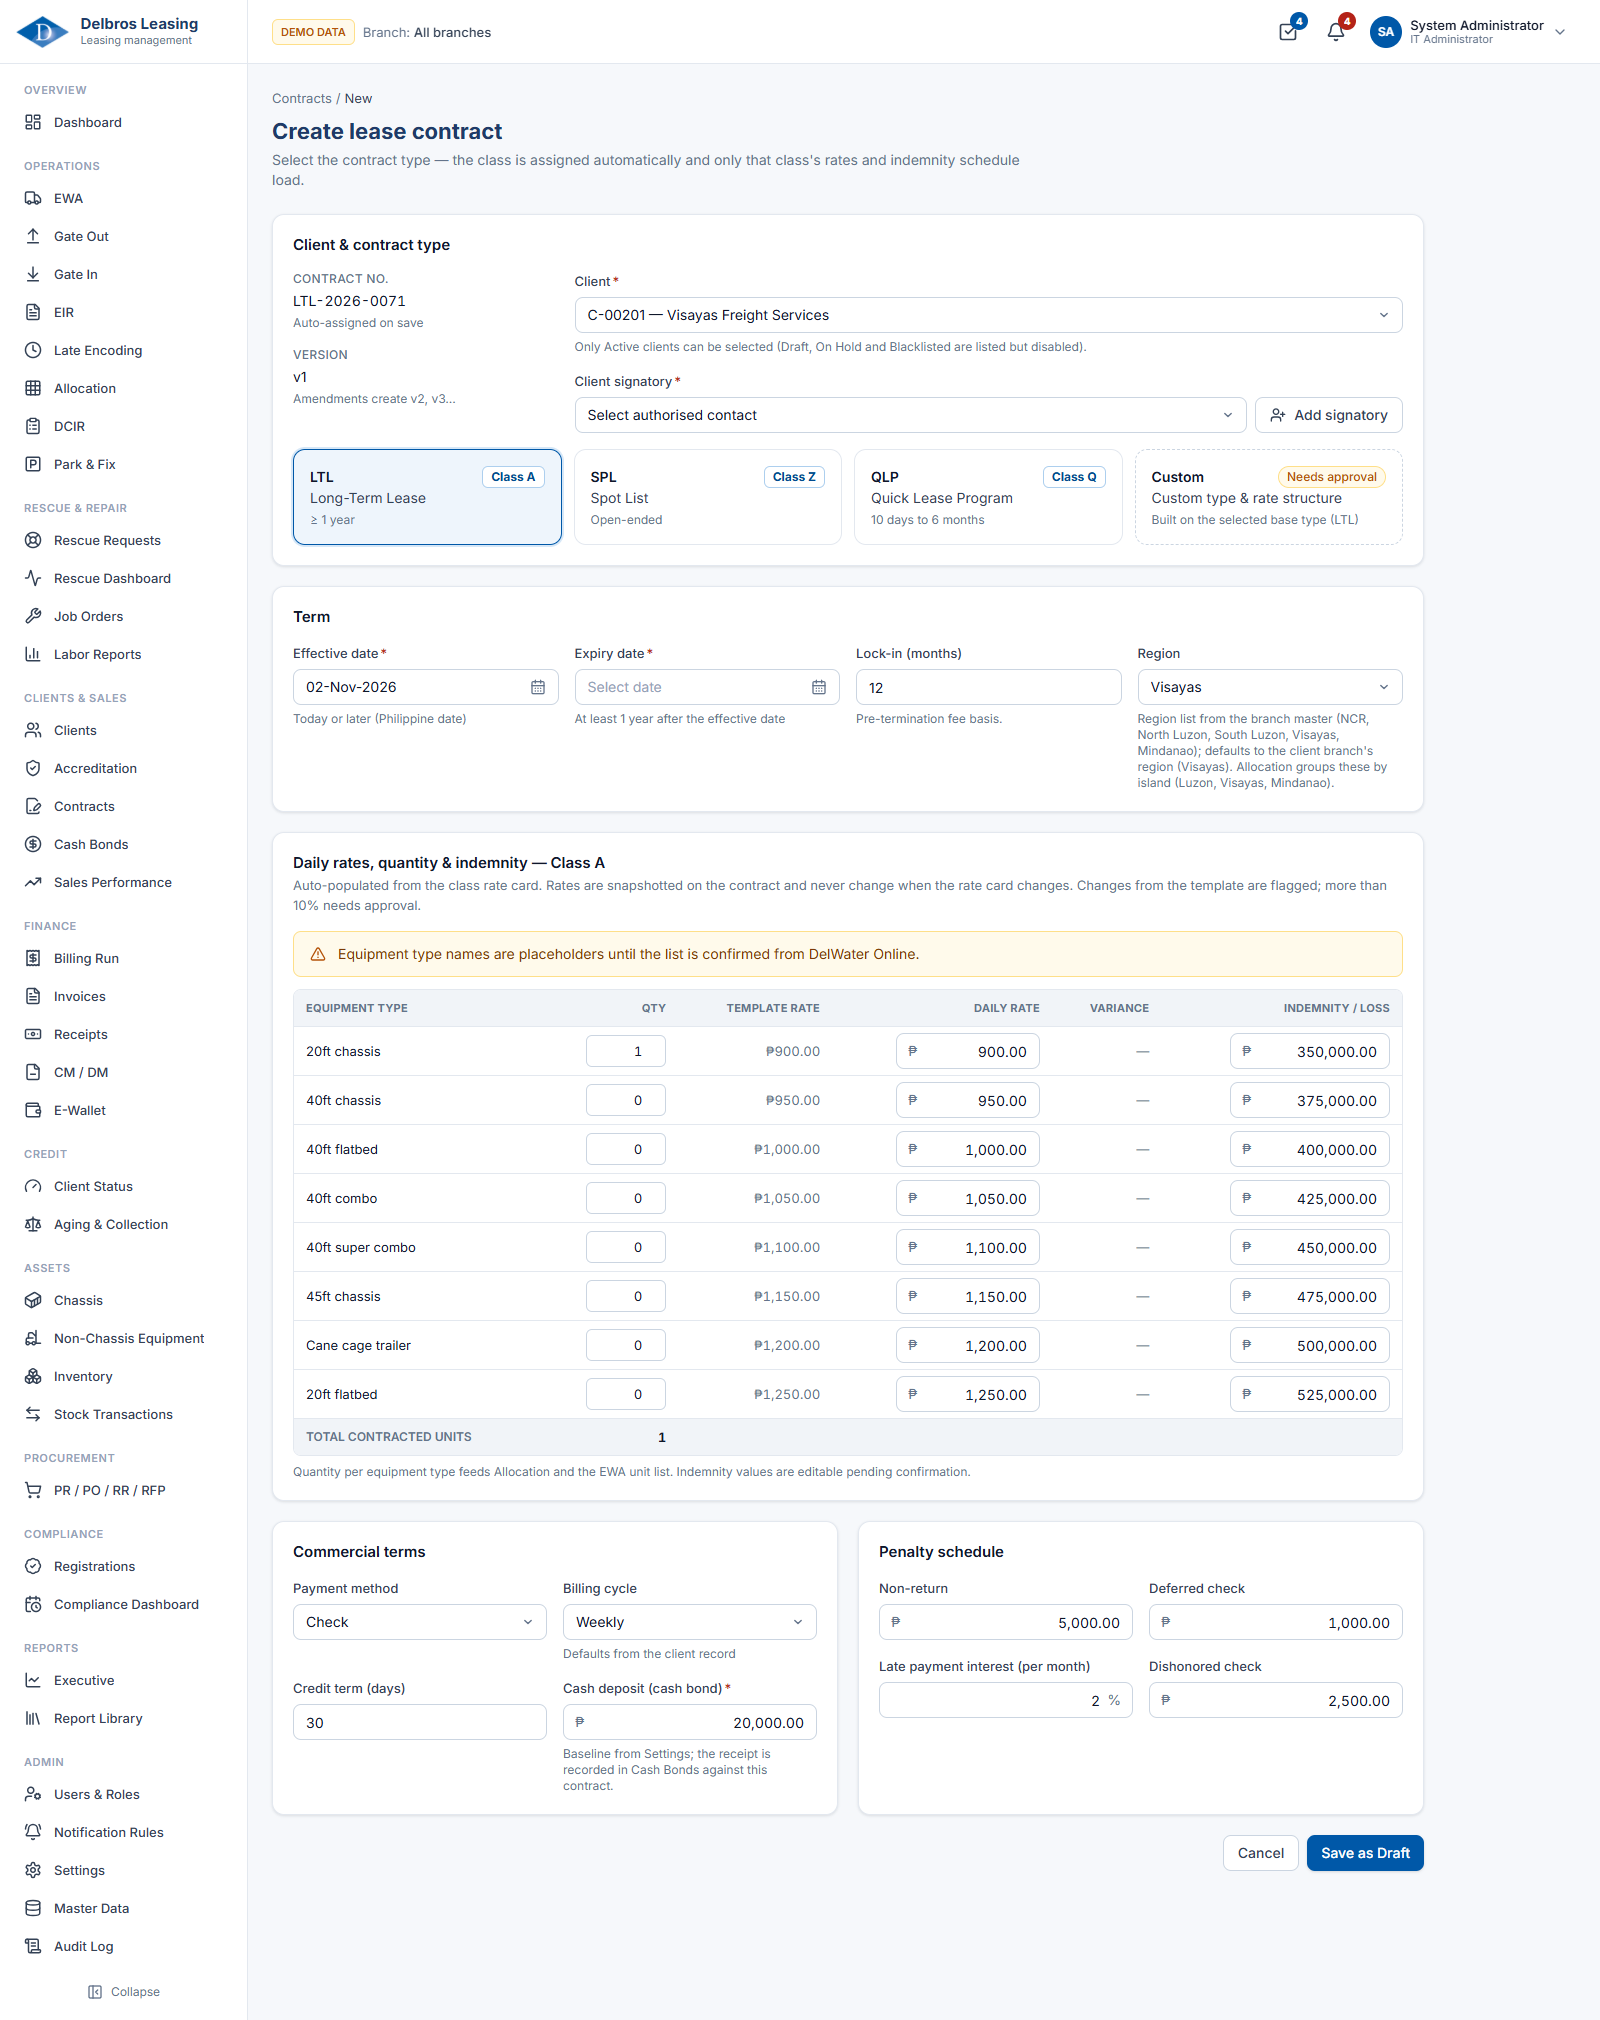 Delbros Leasing
Leasing management
DEMO DATA
Branch: All branches
4
4
SA
System Administrator
IT Administrator
OVERVIEW
Dashboard
OPERATIONS
EWA
Gate Out
Gate In
EIR
Late Encoding
Allocation
DCIR
Park & Fix
RESCUE & REPAIR
Rescue Requests
Rescue Dashboard
Job Orders
Labor Reports
CLIENTS & SALES
Clients
Accreditation
Contracts
Cash Bonds
Sales Performance
FINANCE
Billing Run
Invoices
Receipts
CM / DM
E-Wallet
CREDIT
Client Status
Aging & Collection
ASSETS
Chassis
Non-Chassis Equipment
Inventory
Stock Transactions
PROCUREMENT
PR / PO / RR / RFP
COMPLIANCE
Registrations
Compliance Dashboard
REPORTS
Executive
Report Library
ADMIN
Users & Roles
Notification Rules
Settings
Master Data
Audit Log
Collapse
Contracts / New
Create lease contract
Select the contract type — the class is assigned automatically and only that class's rates and indemnity schedule
load.
Client & contract type
CONTRACT NO.
LTL-2026-0071
Auto-assigned on save
VERSION
v1
Amendments create v2, v3...
Client *
C-00201 — Visayas Freight Services
Only Active clients can be selected (Draft, On Hold and Blacklisted are listed but disabled).
Client signatory *
Select authorised contact
Add signatory
LTL Class A
Long-Term Lease
≥ 1 year
SPL Class Z
Spot List
Open-ended
QLP Class Q
Quick Lease Program
10 days to 6 months
Custom Needs approval
Custom type & rate structure
Built on the selected base type (LTL)
Term
Effective date *
02-Nov-2026
Today or later (Philippine date)
Expiry date *
Select date
At least 1 year after the effective date
Lock-in (months)
12
Pre-termination fee basis.
Region
Visayas
Region list from the branch master (NCR,
North Luzon, South Luzon, Visayas,
Mindanao); defaults to the client branch's
region (Visayas). Allocation groups these by
island (Luzon, Visayas, Mindanao).
Daily rates, quantity & indemnity — Class A
Auto-populated from the class rate card. Rates are snapshotted on the contract and never change when the rate card changes. Changes from the template are flagged; more than
10% needs approval.
Equipment type names are placeholders until the list is confirmed from DelWater Online.
EQUIPMENT TYPE QTY TEMPLATE RATE DAILY RATE VARIANCE INDEMNITY / LOSS
20ft chassis 1 ₱900.00 ₱ 900.00 — ₱ 350,000.00
40ft chassis 0 ₱950.00 ₱ 950.00 — ₱ 375,000.00
40ft flatbed 0 ₱1,000.00 ₱ 1,000.00 — ₱ 400,000.00
40ft combo 0 ₱1,050.00 ₱ 1,050.00 — ₱ 425,000.00
40ft super combo 0 ₱1,100.00 ₱ 1,100.00 — ₱ 450,000.00
45ft chassis 0 ₱1,150.00 ₱ 1,150.00 — ₱ 475,000.00
Cane cage trailer 0 ₱1,200.00 ₱ 1,200.00 — ₱ 500,000.00
20ft flatbed 0 ₱1,250.00 ₱ 1,250.00 — ₱ 525,000.00
TOTAL CONTRACTED UNITS 1
Quantity per equipment type feeds Allocation and the EWA unit list. Indemnity values are editable pending confirmation.
Commercial terms
Payment method
Check
Billing cycle
Weekly
Defaults from the client record
Credit term (days)
30
Cash deposit (cash bond) *
₱ 20,000.00
Baseline from Settings; the receipt is
recorded in Cash Bonds against this
contract.
Penalty schedule
Non-return
₱ 5,000.00
Deferred check
₱ 1,000.00
Late payment interest (per month)
2 %
Dishonored check
₱ 2,500.00
Cancel
Save as Draft